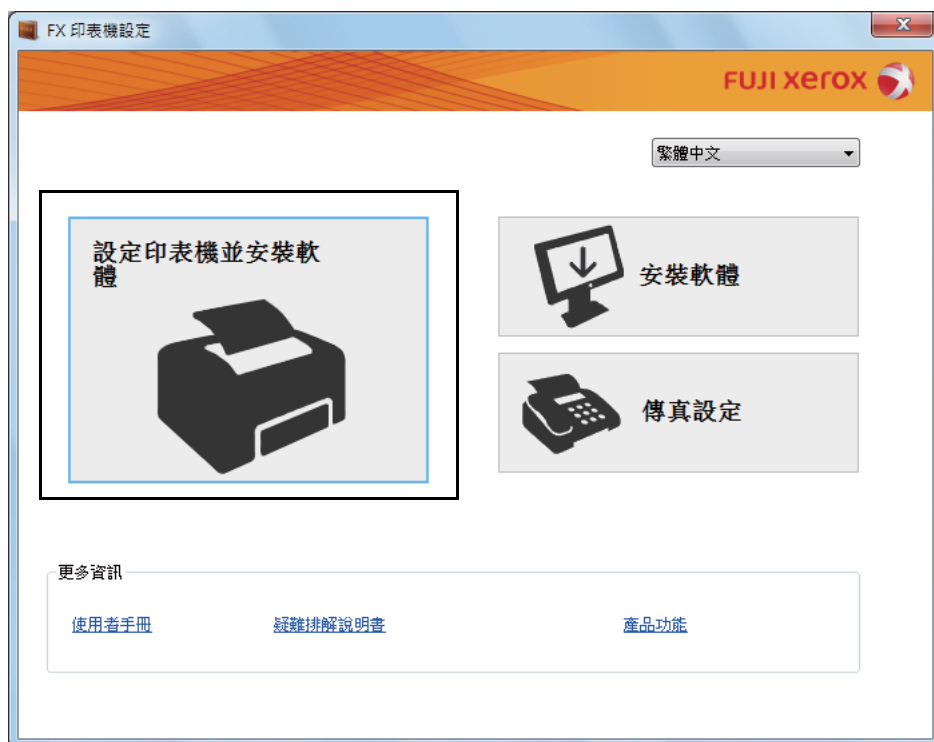 FX 印表機設定
FUJI xerox
繁體中文
設定印表機並安裝軟
體
安裝軟體
傳真設定
更多資訊
使用者手冊
疑難排解說明書
產品功能